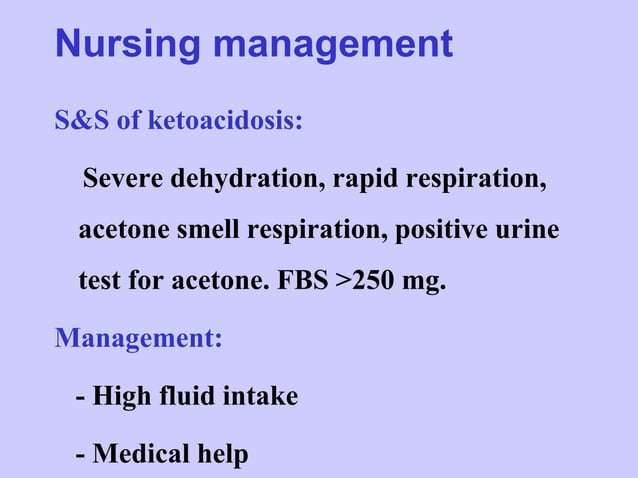 Nursing management
S&S of ketoacidosis:
Severe dehydration, rapid respiration,
acetone smell respiration, positive urine
test for acetone. FBS >250 mg.
Management:
- High fluid intake
- Medical help